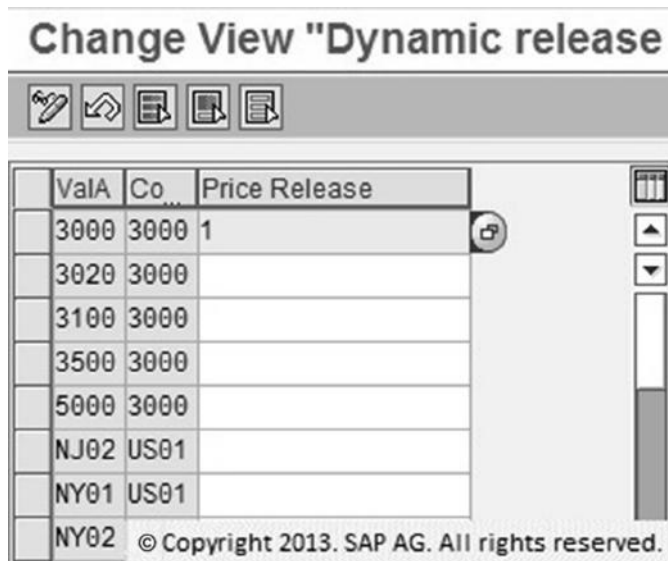 Change View "Dynamic release
ValA Co... Price Release
3000 3000 1
3020 3000
3100 3000
3500 3000
5000 3000
NJ02 US01
NY01 US01
NY02
© Copyright 2013. SAP AG. All rights reserved.